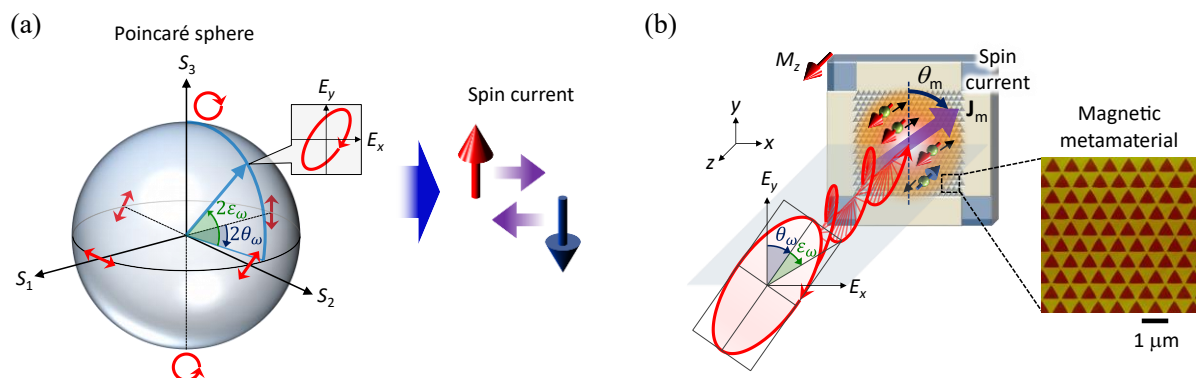 (a)
Poincaré sphere
S3
Ey
Ex
2εω
2θω
S1
S2
Spin current
(b)
Mz
θm
Spin
current
Jm
y
x
z
Magnetic
metamaterial
Ey
θω
εω
Ex
1 μm